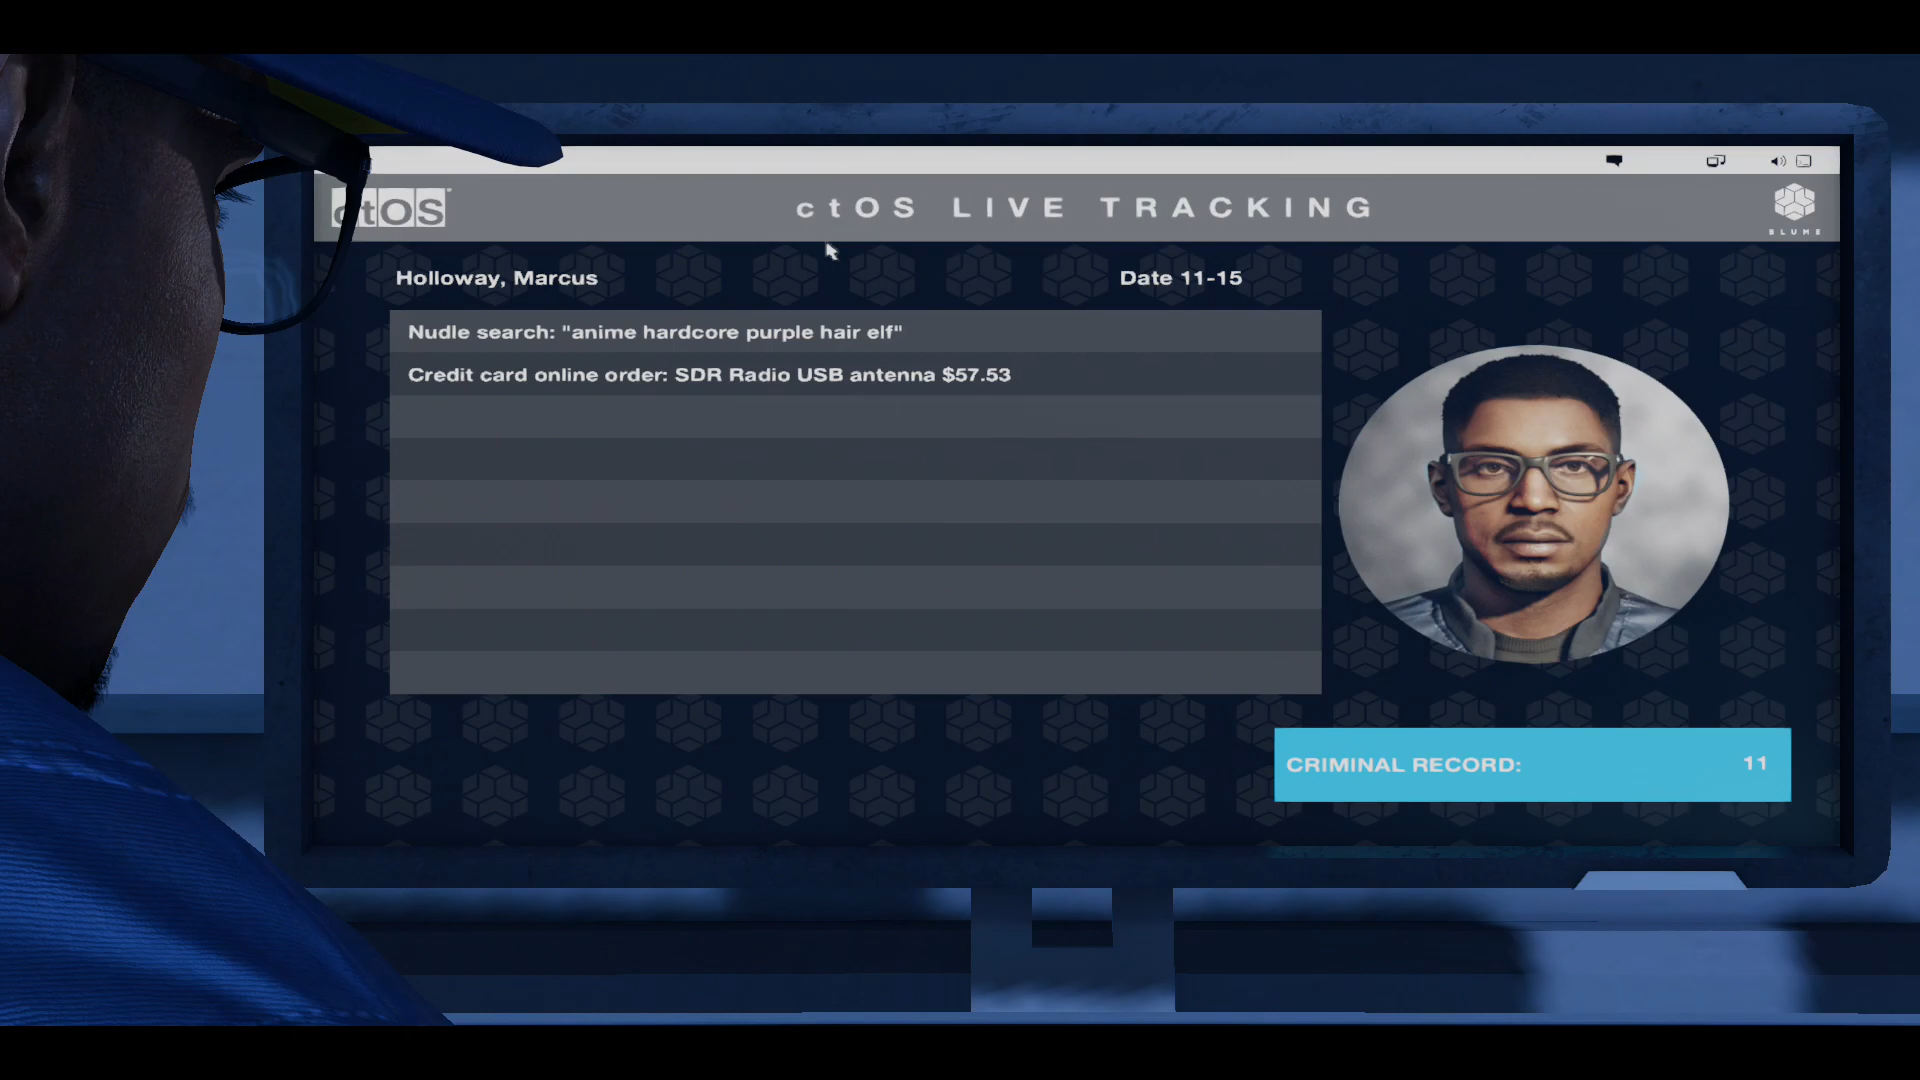 ctOS
ctOS LIVE TRACKING
BLUME
Holloway, Marcus
Date 11-15
Nudle search: "anime hardcore purple hair elf"
Credit card online order: SDR Radio USB antenna $57.53
CRIMINAL RECORD: 11